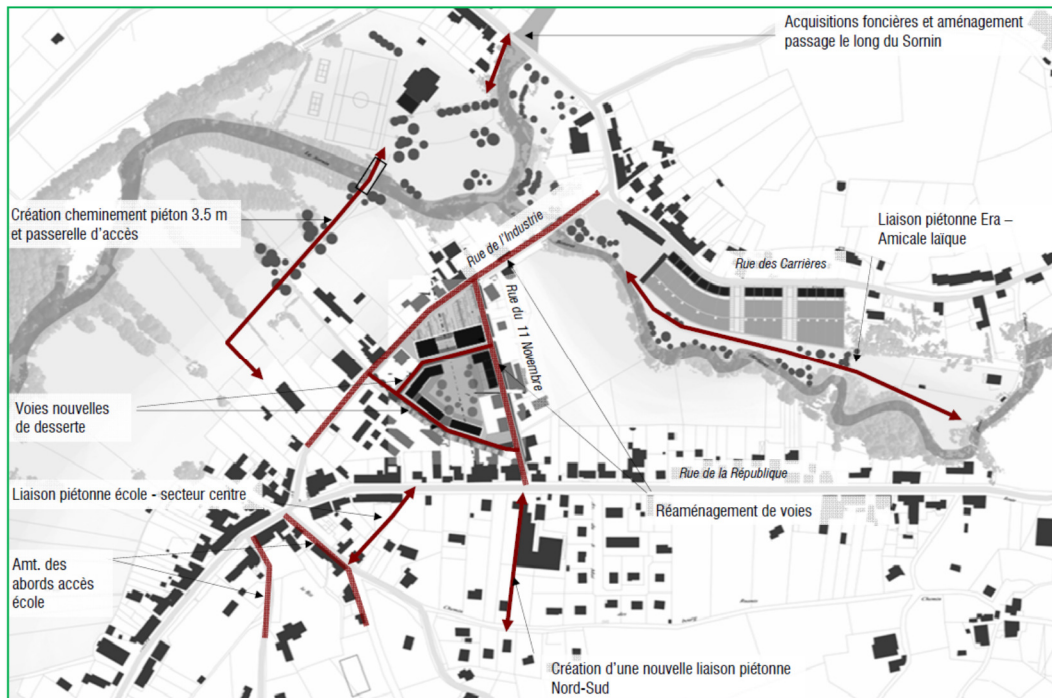 Acquisitions foncières et aménagement
passage le long du Sornin
Création cheminement piéton 3.5 m
et passerelle d'accès
Rue de l'Industrie
Liaison piétonne Era –
Amicale laïque
Rue des Carrières
Rue du 11 Novembre
Voies nouvelles
de desserte
Rue de la République
Liaison piétonne école - secteur centre
Réaménagement de voies
Amt. des
abords accès
école
Chemin
Chemin
Création d'une nouvelle liaison piétonne
Nord-Sud